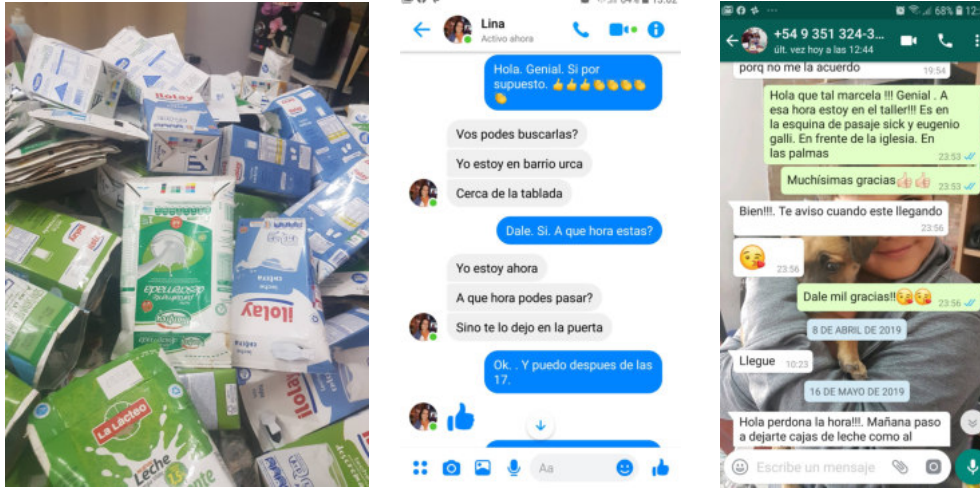 ilolay
ilolay
La Lácteo
Leche
ilolay
Lina
Activo ahora
Hola. Genial. Si por
supuesto. 👍👍👍👏👏👏👏
👏
Vos podes buscarlas?
Yo estoy en barrio urca
Cerca de la tablada
Dale. Si. A que hora estas?
Yo estoy ahora
A que hora podes pasar?
Sino te lo dejo en la puerta
Ok. . Y puedo despues de las
17.
Aa
68% 12:
+54 9 351 324-3...
últ. vez hoy a las 12:44
porq no me la acuerdo
19:54
Hola que tal marcela !!! Genial . A
esa hora estoy en el taller!!! Es en
la esquina de pasaje sick y eugenio
galli. En frente de la iglesia. En
las palmas
23:53
Muchísimas gracias👍🏻👍🏻
23:53
Bien!!!. Te aviso cuando este llegando
23:56
😘
23:56
Dale mil gracias!!😘😘
23:56
8 DE ABRIL DE 2019
Llegue 10:23
16 DE MAYO DE 2019
Hola perdona la hora!!!. Mañana paso
a dejarte cajas de leche como al
Escribe un mensaje